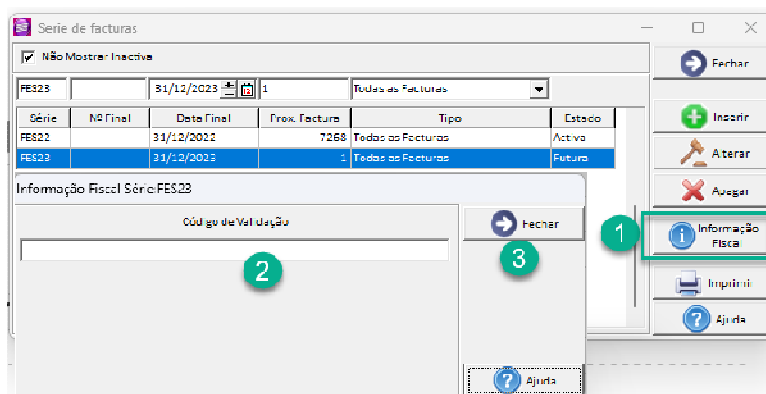 Serie de facturas
Não Mostrar Inactiva
Fechar
FES23 31/12/2023 1 Todas as Facturas
Série Nº Final Data Final Prox. Factura Tipo Estado
Inserir
FES22 31/12/2022 7268 Todas as Facturas Activa
FES23 31/12/2023 1 Todas as Facturas Futura
Alterar
Informação Fiscal Série:FES23
Apagar
Código de Validação
Fechar
1
Informação
Fiscal
2
3
Imprimir
Ajuda
Ajuda